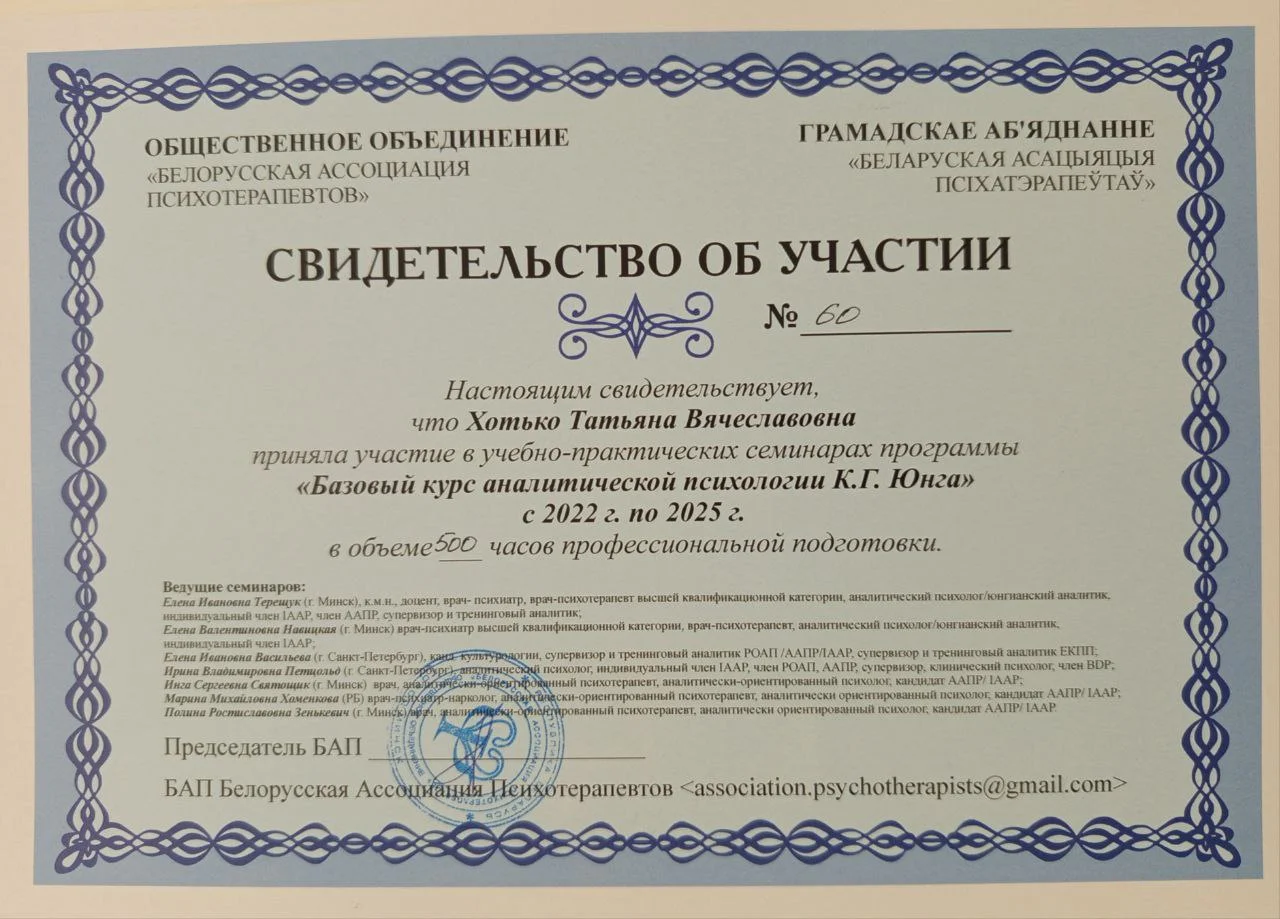 ОБЩЕСТВЕННОЕ ОБЪЕДИНЕНИЕ
«БЕЛОРУССКАЯ АССОЦИАЦИЯ
ПСИХОТЕРАПЕВТОВ»
ГРАМАДСКАЕ АБ'ЯДНАННЕ
«БЕЛАРУСКАЯ АСАЦЫЯЦЫЯ
ПСІХАТЭРАПЕЎТАЎ»
СВИДЕТЕЛЬСТВО ОБ УЧАСТИИ
№ 60
Настоящим свидетельствует,
что Хотько Татьяна Вячеславовна
приняла участие в учебно-практических семинарах программы
«Базовый курс аналитической психологии К.Г. Юнга»
с 2022 г. по 2025 г.
в объеме 500 часов профессиональной подготовки.
Ведущие семинаров:
Елена Ивановна Терещук (г. Минск), к.м.н., доцент, врач- психиатр, врач-психотерапевт высшей квалификационной категории, аналитический психолог/юнгианский аналитик,
индивидуальный член IAAP, член ААПР, супервизор и тренинговый аналитик;
Елена Валентиновна Навицкая (г. Минск) врач-психиатр высшей квалификационной категории, врач-психотерапевт, аналитический психолог/юнгианский аналитик,
индивидуальный член IAAP;
Елена Ивановна Васильева (г. Санкт-Петербург), канд. культурологии, супервизор и тренинговый аналитик РОАП /ААПР/IAAP, супервизор и тренинговый аналитик ЕКПП;
Ирина Владимировна Петцольд (г. Санкт-Петербург), аналитический психолог, индивидуальный член IAAP, член РОАП, ААПР, супервизор, клинический психолог, член BDP;
Инга Сергеевна Святощик (г. Минск) врач, аналитически-ориентированный психотерапевт, аналитически-ориентированный психолог, кандидат ААПР/ IAAP;
Марина Михайловна Хоменкова (РБ) врач-психиатр-нарколог, аналитически-ориентированный психотерапевт, аналитически ориентированный психолог, кандидат ААПР/ IAAP;
Полина Ростиславовна Зенькевич (г. Минск) врач, аналитически-ориентированный психотерапевт, аналитически ориентированный психолог, кандидат ААПР/ IAAP
Председатель БАП
БАП Белорусская Ассоциация Психотерапевтов <association.psychotherapists@gmail.com>